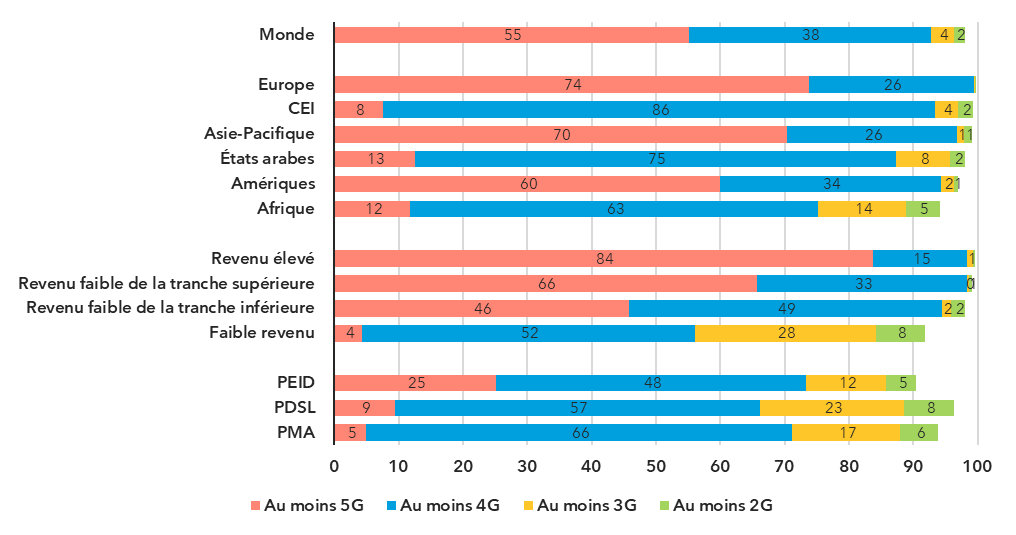 Monde 55 38 4 2
Europe 74 26
CEI 8 86 4 2
Asie-Pacifique 70 26 1 1
États arabes 13 75 8 2
Amériques 60 34 2 1
Afrique 12 63 14 5
Revenu élevé 84 15 1
Revenu faible de la tranche supérieure 66 33 0 1
Revenu faible de la tranche inférieure 46 49 2 2
Faible revenu 4 52 28 8
PEID 25 48 12 5
PDSL 9 57 23 8
PMA 5 66 17 6
0 10 20 30 40 50 60 70 80 90 100
Au moins 5G Au moins 4G Au moins 3G Au moins 2G